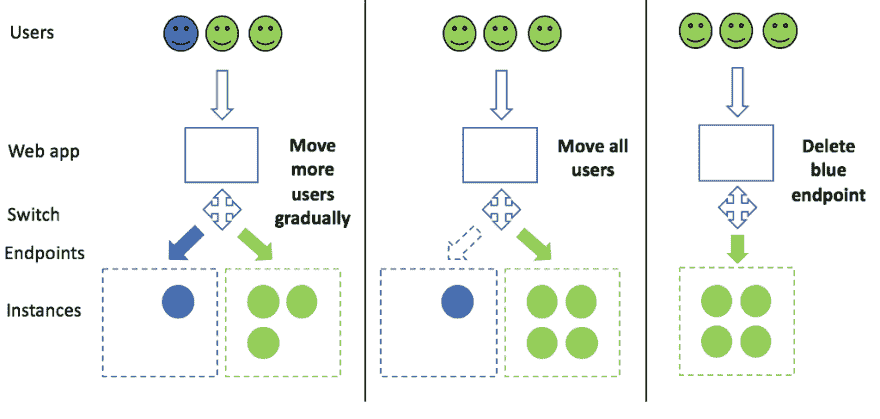 Users
Web app
Switch
Endpoints
Instances
Move
more
users
gradually
Move all
users
Delete
blue
endpoint